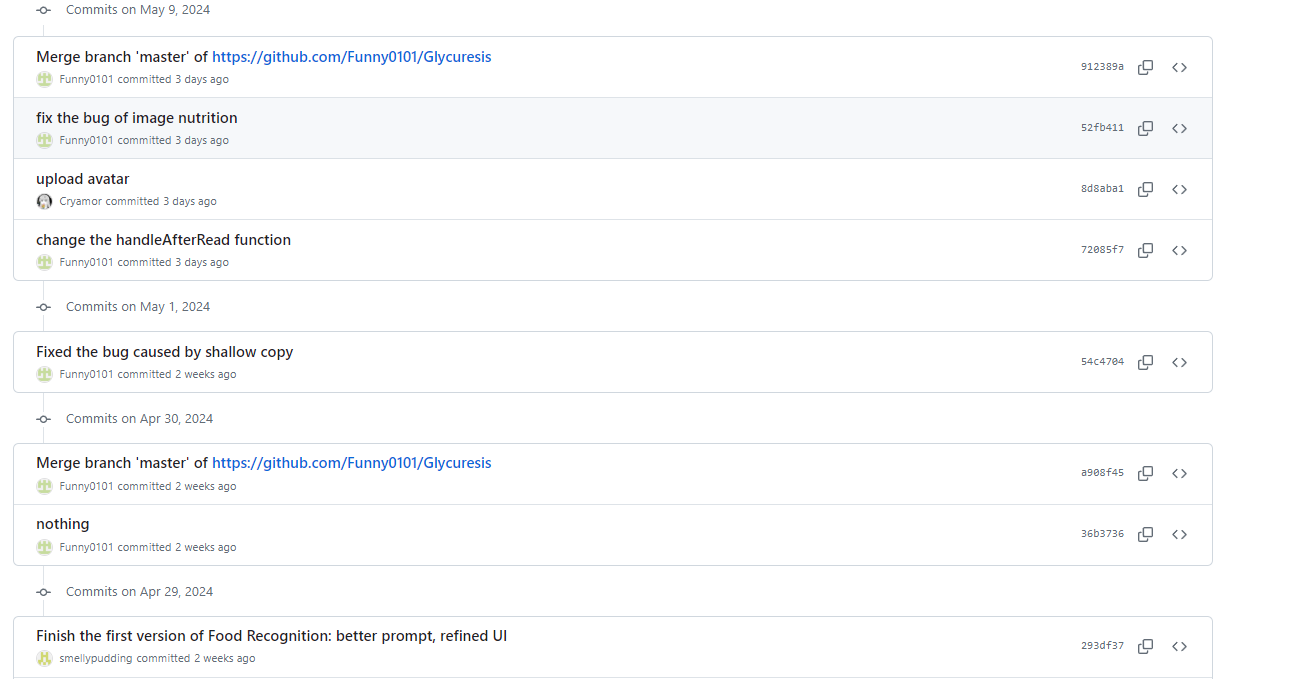 Commits on May 9, 2024
Merge branch 'master' of https://github.com/Funny0101/Glycuresis
Funny0101 committed 3 days ago
912389a
fix the bug of image nutrition
Funny0101 committed 3 days ago
52fb411
upload avatar
Cryamor committed 3 days ago
8d8aba1
change the handleAfterRead function
Funny0101 committed 3 days ago
72085f7
Commits on May 1, 2024
Fixed the bug caused by shallow copy
Funny0101 committed 2 weeks ago
54c4704
Commits on Apr 30, 2024
Merge branch 'master' of https://github.com/Funny0101/Glycuresis
Funny0101 committed 2 weeks ago
a908f45
nothing
Funny0101 committed 2 weeks ago
36b3736
Commits on Apr 29, 2024
Finish the first version of Food Recognition: better prompt, refined UI
smellypudding committed 2 weeks ago
293df37